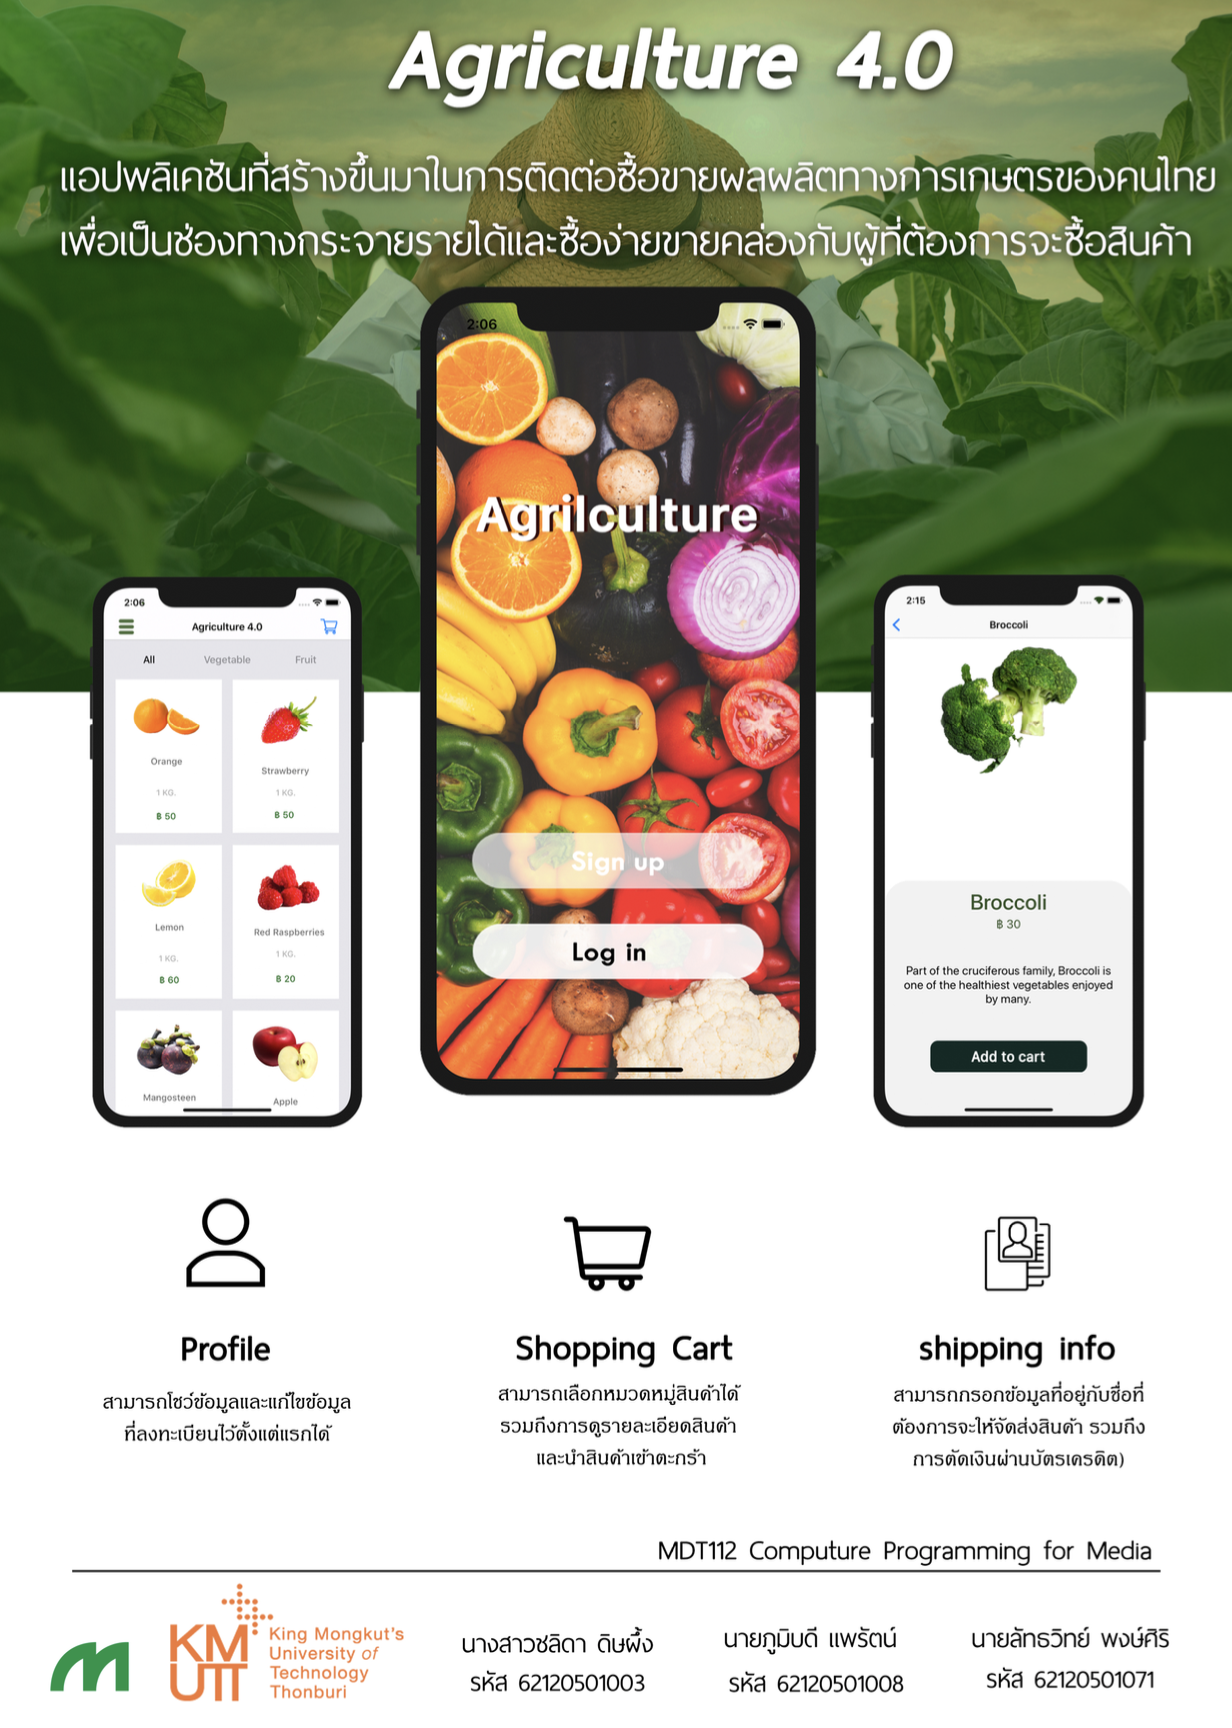 Agriculture 4.0
แอปพลิเคชันที่สร้างขึ้นมาในการติดต่อซื้อขายผลผลิตทางการเกษตรของคนไทย
เพื่อเป็นช่องทางกระจายรายได้และซื้อง่ายขายคล่องกับผู้ที่ต้องการจะซื้อสินค้า
2:06
Agrilculture
Sign up
Log in
2:06
Agriculture 4.0
All Vegetable Fruit
Orange
1 KG.
฿ 50
Strawberry
1 KG.
฿ 50
Lemon
1 KG.
฿ 60
Red Raspberries
1 KG.
฿ 20
Mangosteen
Apple
2:15
Broccoli
Broccoli
฿ 30
Part of the cruciferous family, Broccoli is
one of the healthiest vegetables enjoyed
by many.
Add to cart
Profile
สามารถโชว์ข้อมูลและแก้ไขข้อมูล
ที่ลงทะเบียนไว้ตั้งแต่แรกได้
Shopping Cart
สามารถเลือกหมวดหมู่สินค้าได้
รวมถึงการดูรายละเอียดสินค้า
และนำสินค้าเข้าตะกร้า
shipping info
สามารถกรอกข้อมูลที่อยู่กับชื่อที่
ต้องการจะให้จัดส่งสินค้า รวมถึง
การตัดเงินผ่านบัตรเครดิต)
MDT112 Computure Programming for Media
KM
UTT
King Mongkut's
University of
Technology
Thonburi
นางสาวชลิดา ดิษผึ้ง
รหัส 62120501003
นายภูมิบดี แพรัตน์
รหัส 62120501008
นายลัทธวิทย์ พงษ์ศิริ
รหัส 62120501071